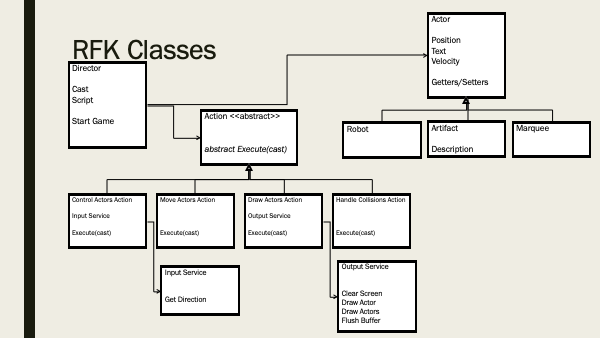 RFK Classes
Director
Cast
Script
Start Game
Actor
Position
Text
Velocity
Getters/Setters
Action <<abstract>>
abstract Execute(cast)
Robot
Artifact
Description
Marquee
Control Actors Action
Input Service
Execute(cast)
Move Actors Action
Execute(cast)
Draw Actors Action
Output Service
Execute(cast)
Handle Collisions Action
Execute(cast)
Input Service
Get Direction
Output Service
Clear Screen
Draw Actor
Draw Actors
Flush Buffer